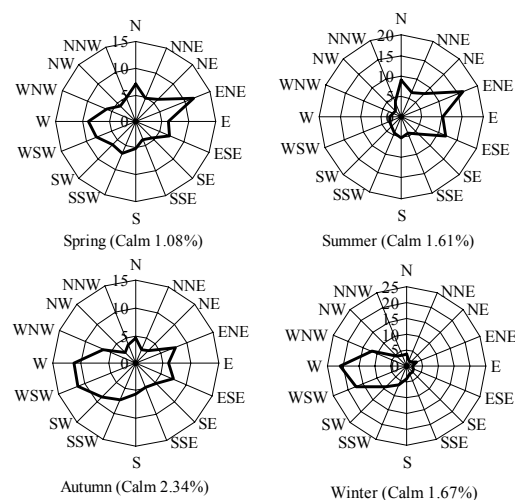 N
NNW
NNE
NW
NE
WNW
ENE
W
E
WSW
ESE
SW
SE
SSW
SSE
S
15
10
5
0
Spring (Calm 1.08%)
N
NNW
NNE
NW
NE
WNW
ENE
W
E
WSW
ESE
SW
SE
SSW
SSE
S
20
15
10
5
0
Summer (Calm 1.61%)
N
NNW
NNE
NW
NE
WNW
ENE
W
E
WSW
ESE
SW
SE
SSW
SSE
S
15
10
5
0
Autumn (Calm 2.34%)
N
NNW
NNE
NW
NE
WNW
ENE
W
E
WSW
ESE
SW
SE
SSW
SSE
S
25
20
15
10
5
0
Winter (Calm 1.67%)